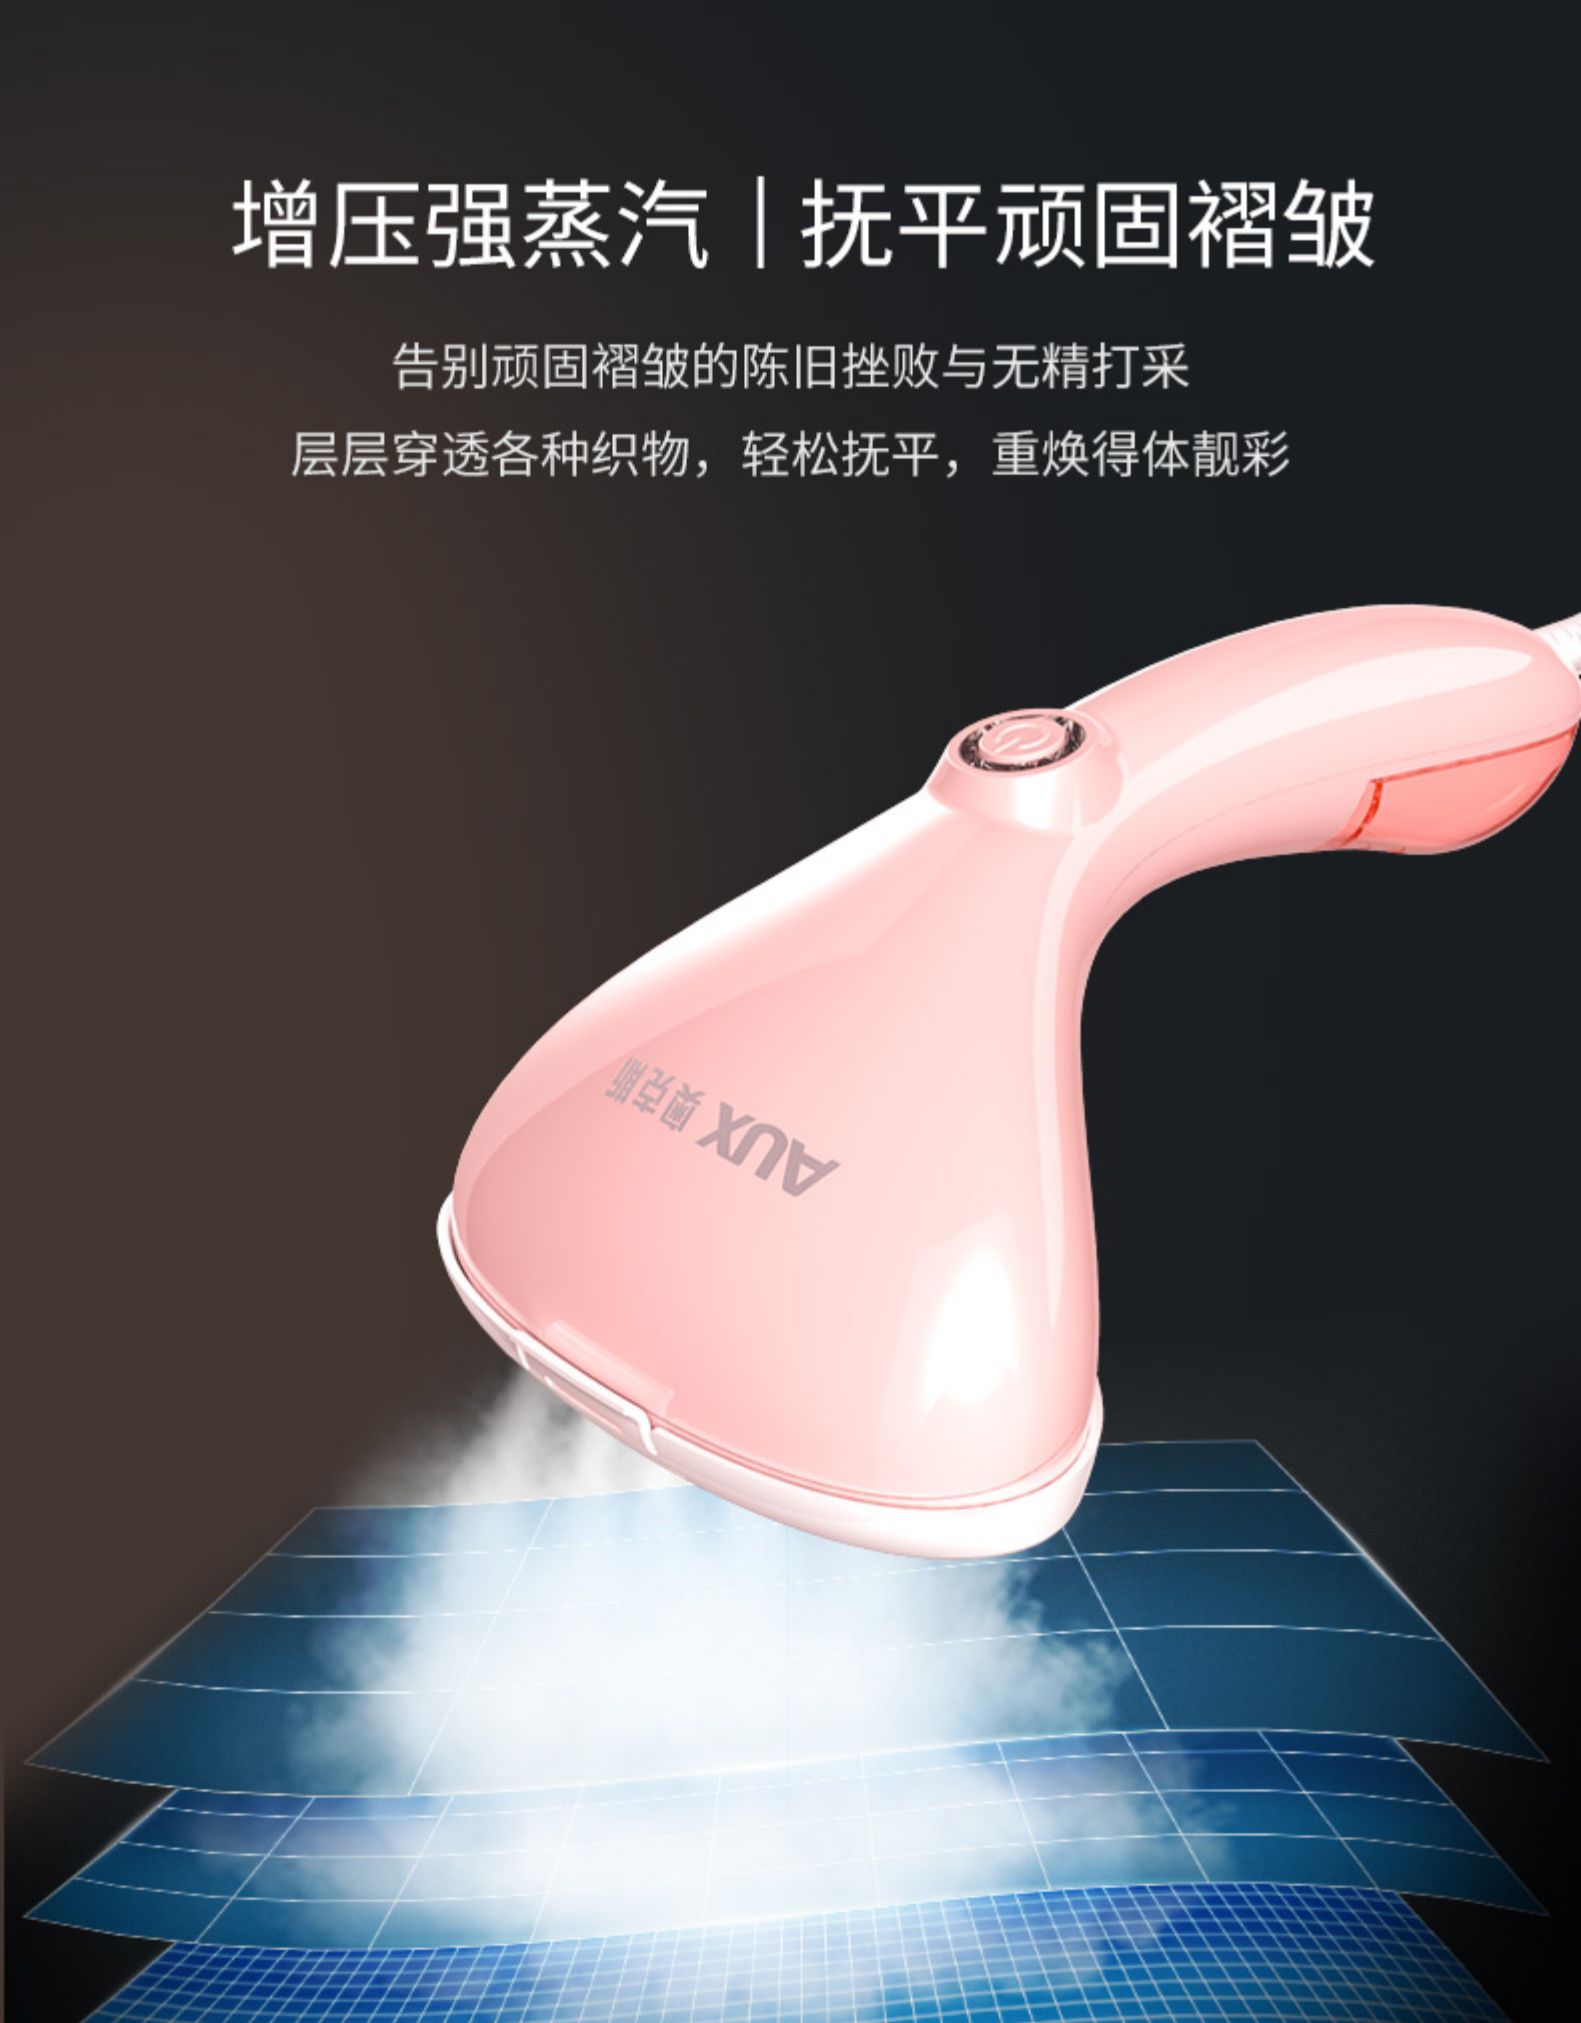 增压强蒸汽｜抚平顽固褶皱
告别顽固褶皱的陈旧挫败与无精打采
层层穿透各种织物，轻松抚平，重焕得体靓彩
AUX 奥克斯